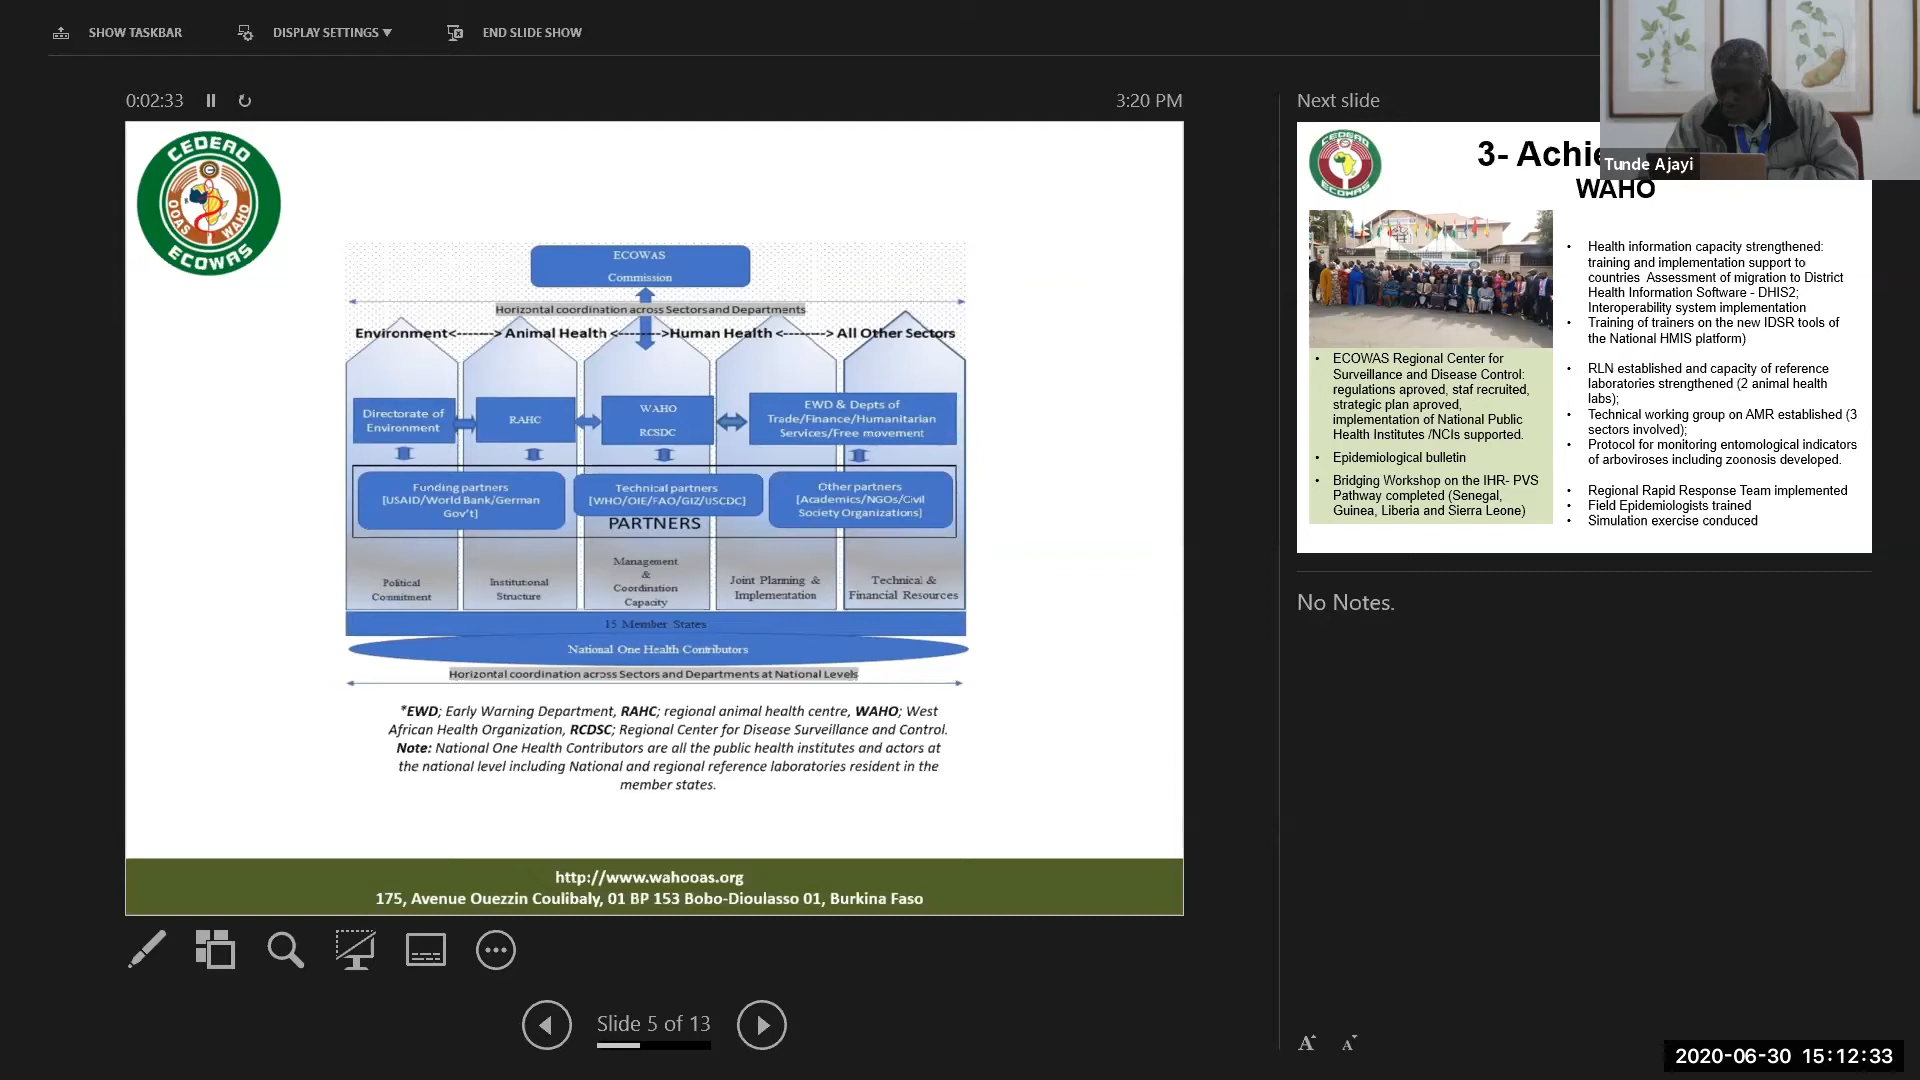 SHOW TASKBAR
DISPLAY SETTINGS ▼
END SLIDE SHOW
0:02:33
3:20 PM
Next slide
CEDEAO
OOAS WAHO
ECOWAS
ECOWAS
Commission
Horizontal coordination across Sectors and Departments
Environment<-------> Animal Health <------->Human Health <-------> All Other Sectors
Directorate of
Environment
RAHC
WAHO
RCSDC
EWD & Depts of
Trade/Finance/Humanitarian
Services/Free movement
Funding partners
[USAID/World Bank/German
Gov't]
Technical partners
[WHO/OIE/FAO/GIZ/USCDC]
Other partners
[Academics/NGOs/Civil
Society Organizations]
PARTNERS
Political
Commitment
Institutional
Structure
Management
&
Coordination
Capacity
Joint Planning &
Implementation
Technical &
Financial Resources
15 Member States
National One Health Contributors
Horizontal coordination across Sectors and Departments at National Levels
*EWD; Early Warning Department, RAHC; regional animal health centre, WAHO; West
African Health Organization, RCDSC; Regional Center for Disease Surveillance and Control.
Note: National One Health Contributors are all the public health institutes and actors at
the national level including National and regional reference laboratories resident in the
member states.
http://www.wahooas.org
175, Avenue Ouezzin Coulibaly, 01 BP 153 Bobo-Dioulasso 01, Burkina Faso
Slide 5 of 13
CEDEAO
ECOWAS
3- Achie
WAHO
Tunde Ajayi
• ECOWAS Regional Center for
Surveillance and Disease Control:
regulations aproved, staf recruited,
strategic plan aproved,
implementation of National Public
Health Institutes /NCIs supported.
• Epidemiological bulletin
• Bridging Workshop on the IHR- PVS
Pathway completed (Senegal,
Guinea, Liberia and Sierra Leone)
• Health information capacity strengthened:
training and implementation support to
countries Assessment of migration to District
Health Information Software - DHIS2;
Interoperability system implementation
• Training of trainers on the new IDSR tools of
the National HMIS platform)
• RLN established and capacity of reference
laboratories strengthened (2 animal health
labs);
• Technical working group on AMR established (3
sectors involved);
• Protocol for monitoring entomological indicators
of arboviroses including zoonosis developed.
• Regional Rapid Response Team implemented
• Field Epidemiologists trained
• Simulation exercise conduced
No Notes.
A A
2020-06-30 15:12:33